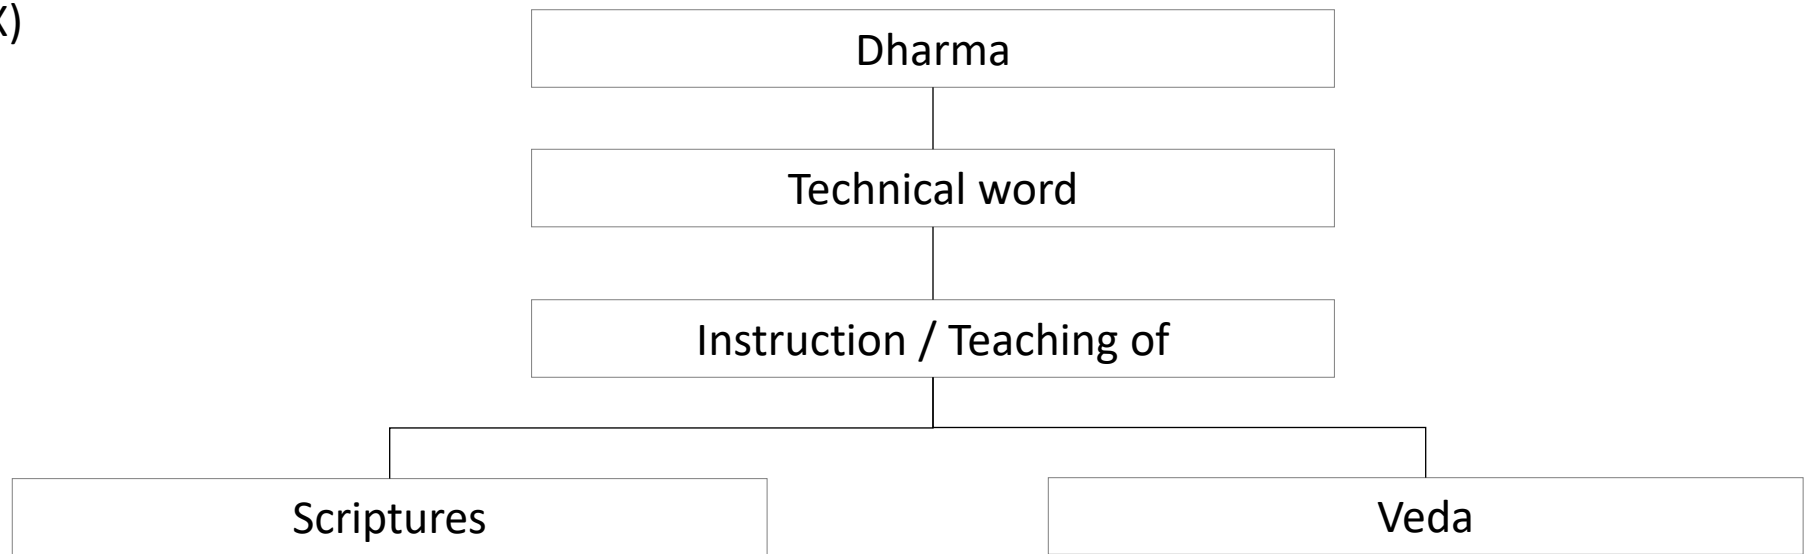 X)
Dharma
Technical word
Instruction / Teaching of
Scriptures
Veda